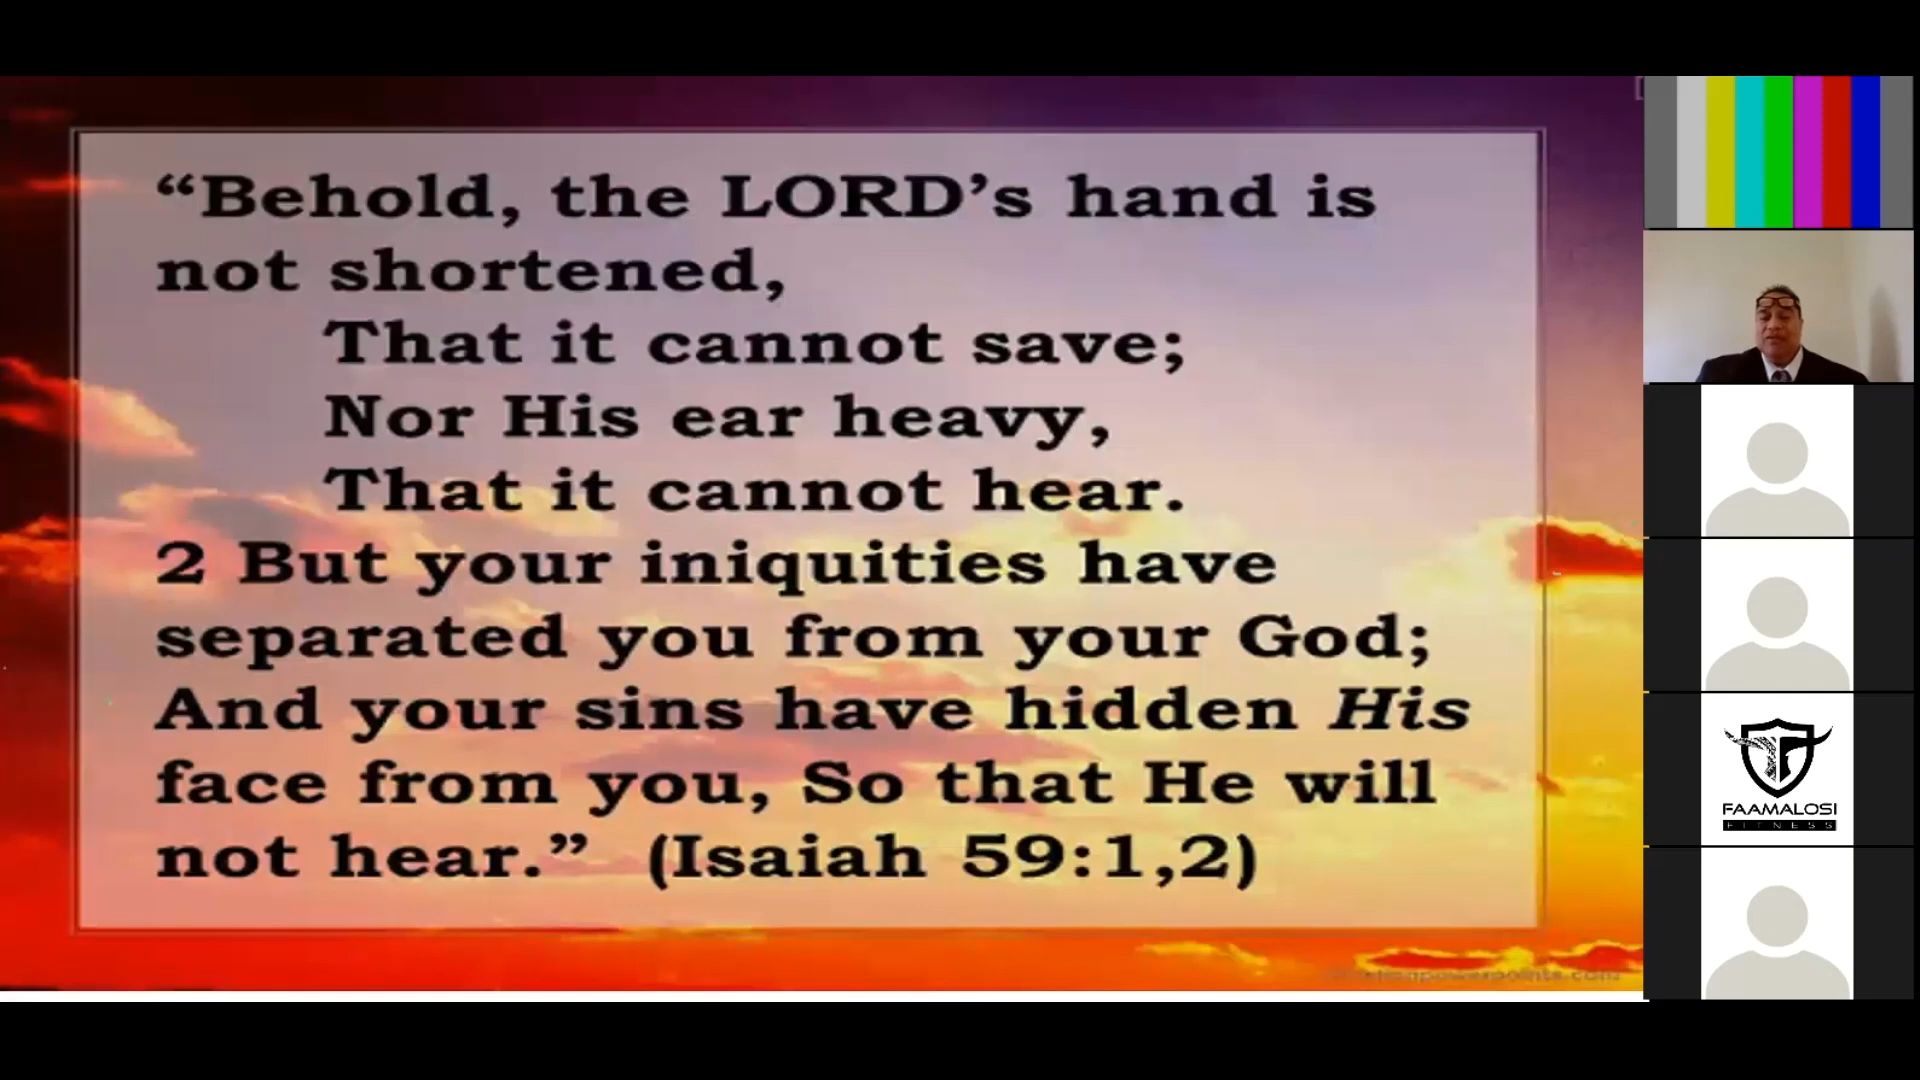 “Behold, the LORD’s hand is
not shortened,
That it cannot save;
Nor His ear heavy,
That it cannot hear.
2 But your iniquities have
separated you from your God;
And your sins have hidden His
face from you, So that He will
not hear.” (Isaiah 59:1,2)
FAAMALOSI
FITNESS